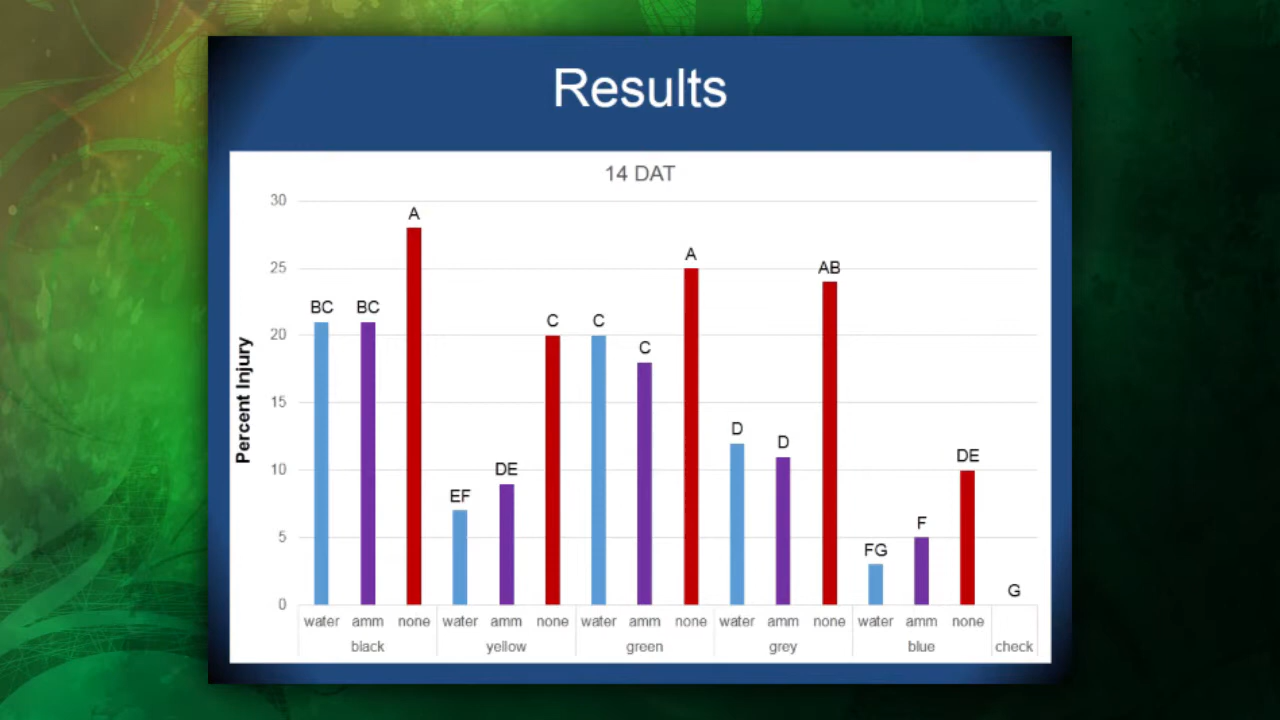 Results
14 DAT
30
25
20
15
10
5
0
Percent Injury
BC BC A EF DE C C C A D D AB FG F DE G
water amm none water amm none water amm none water amm none water amm none
black yellow green grey blue check